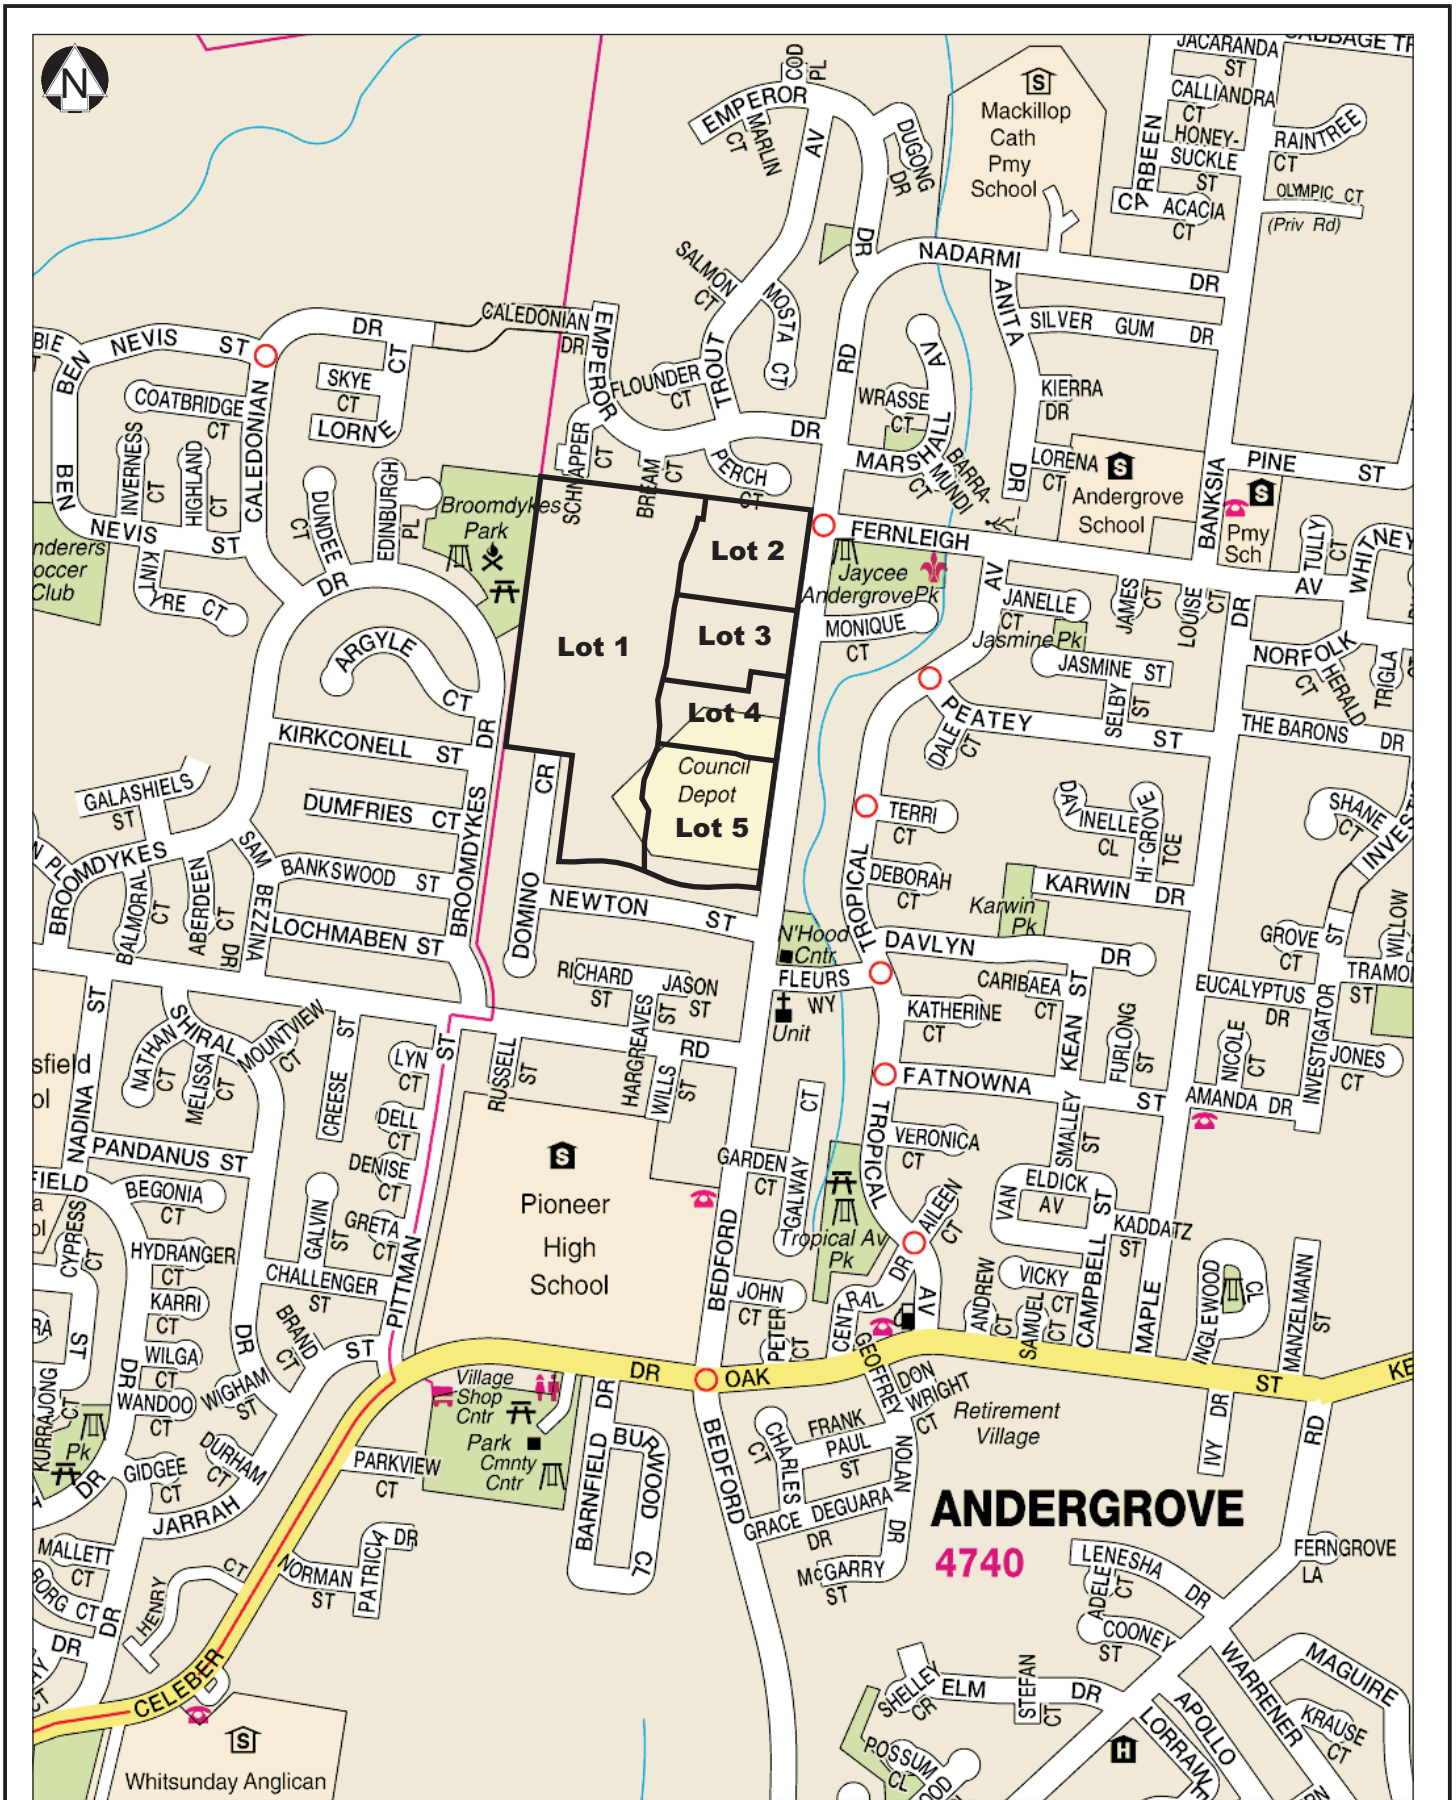 N
COD
PL
EMPEROR
MARLIN
CT
AV
DUGONG
DR
DR
Mackillop
Cath
Pmy
School
S
JACARANDA
ST
CALLIANDRA
CT
HONEY-
SUCKLE
ST
CARBEEN
ACACIA
CT
RAINTREE
CT
OLYMPIC CT
(Priv Rd)
NADARMI
DR
SALMON
CT
MOSTA
CT
TROUT
ANITA
DR
SILVER GUM DR
KIERRA
DR
BEN NEVIS ST
DR
CALEDONIAN
DR
SKYE
CT
LORNE
CT
COATBRIDGE
CT
CALEDONIAN
INVERNESS
CT
HIGHLAND
CT
BEN
NEVIS ST
EMPEROR
DR
FLOUNDER
CT
SCHNAPPER
CT
BREAM
CT
PERCH
CT
RD
WRASSE
CT
MARSHALL
AV
MARSH
CT
BARRA-
MUNDI
LORENA
CT
S
Andergrove
School
BANKSIA
DR
PINE ST
S
Pmy
Sch
TULLY
CT
WHITNEY
DUNDEE
CT
EDINBURGH
PL
Broomdykes
Park
Lot 1
Lot 2
Lot 3
Lot 4
Council
Depot
Lot 5
FERNLEIGH
AV
AV
Jaycee
AndergrovePk
MONIQUE
CT
JANELLE
CT
Jasmine Pk
JAMES
CT
LOUISE
CT
JASMINE ST
SELBY
ST
NORFOLK
CT
HERALD
TRIGLA
THE BARONS DR
nderers
occer
Club
KINTYRE CT
DR
ARGYLE
CT
KIRKCONELL ST
DR
PEATEY
ST
DALE
CT
GALASHIELS
ST
DUMFRIES CT
CR
TERRI
CT
DAVINELLE
CL
HI-GROVE
TCE
SHANE
CT
BROOMDYKES
SAM
BEZZINA
DR
BANKSWOOD ST
BROOMDYKES
BALMORAL
CT
ABERDEEN
CT
LOCHMABEN ST
DOMINO
NEWTON
ST
TROPICAL
DEBORAH
CT
KARWIN DR
Karwin
Pk
N'Hood
Cntr
DAVLYN
DR
GROVE
CT
ST
WILLOW
FLEURS
WY
Unit
RICHARD
ST
JASON
ST
HARGREAVES
ST
WILLS
ST
RD
CARIBAEA
CT
KATHERINE
CT
KEAN ST
FURLONG
ST
EUCALYPTUS
DR
NICOLE
CT
INVESTIGATOR
ST
JONES
CT
ST
SHIRAL
NATHAN
CT
MELISSA
CT
MOUNTVIEW
CT
CREESE
ST
LYN
CT
ST
RUSSELL
ST
FATNOWNA
ST
AMANDA DR
sfield
ol
NADINA
DELL
CT
DENISE
CT
GRETA
CT
S
Pioneer
High
School
GARDEN
CT
GALWAY
CT
TROPICAL
VERONICA
CT
SMALLEY
ST
PANDANUS ST
FIELD
BEGONIA
CT
CYPRESS
CT
HYDRANGER
CT
GALVIN
ST
CHALLENGER
ST
PITTMAN
Tropical Av
Pk
AILEEN
CT
VAN
ELDICK
AV
KADDATZ
ST
CAMPBELL ST
MAPLE
KARRI
CT
WILGA
CT
WANDOO
CT
DR
DR
BRAND
CT
ST
WIGHAM
ST
BEDFORD
JOHN
CT
PETER
CT
CENTRAL
DR
AV
ANDREW
CT
VICKY
CT
SAMUEL
CT
INGLEWOOD
CL
MANZELMANN
ST
DR
OAK
ST
KE
Village
Shop
Cntr
Park
Cmnty
Cntr
KURRAJONG
CT
Pk
DR
GIDGEE
CT
DURHAM
CT
JARRAH
PARKVIEW
CT
DR
BARNFIELD
BURWOOD
CL
BEDFORD
GEOFFREY
DON
WRIGHT
CT
FRANK
PAUL
ST
CHARLES
CT
NOLAN
DR
GRACE DEGUARA
DR
McGARRY
ST
Retirement
Village
IVY DR
RD
ANDERGROVE
4740
MALLETT
CT
BORG CT
DR
DR
HENRY
CT
NORMAN
ST
PATRICIA
DR
CELEBER
LENESHA
DR
ADELE
CT
COONEY
ST
FERNGROVE
LA
S
Whitsunday Anglican
SHELLEY
CR
ELM
DR
STEFAN
CT
POSSUM
CL
H
WARRENER
MAGUIRE
APOLLO
KRAUSE
CT